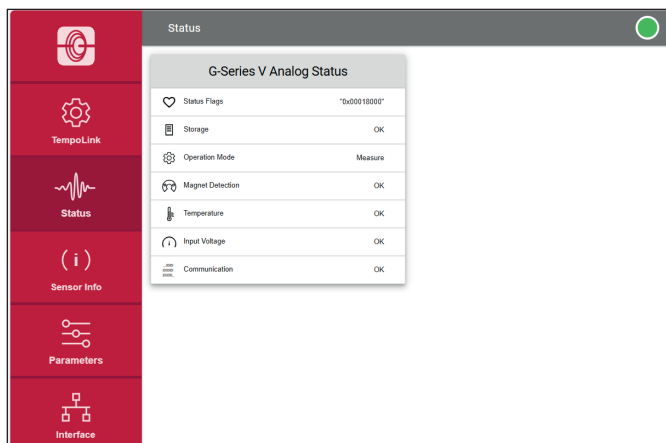 Status
TempoLink
Status
Sensor Info
Parameters
Interface
G-Series V Analog Status
Status Flags "0x00018000"
Storage OK
Operation Mode Measure
Magnet Detection OK
Temperature OK
Input Voltage OK
Communication OK